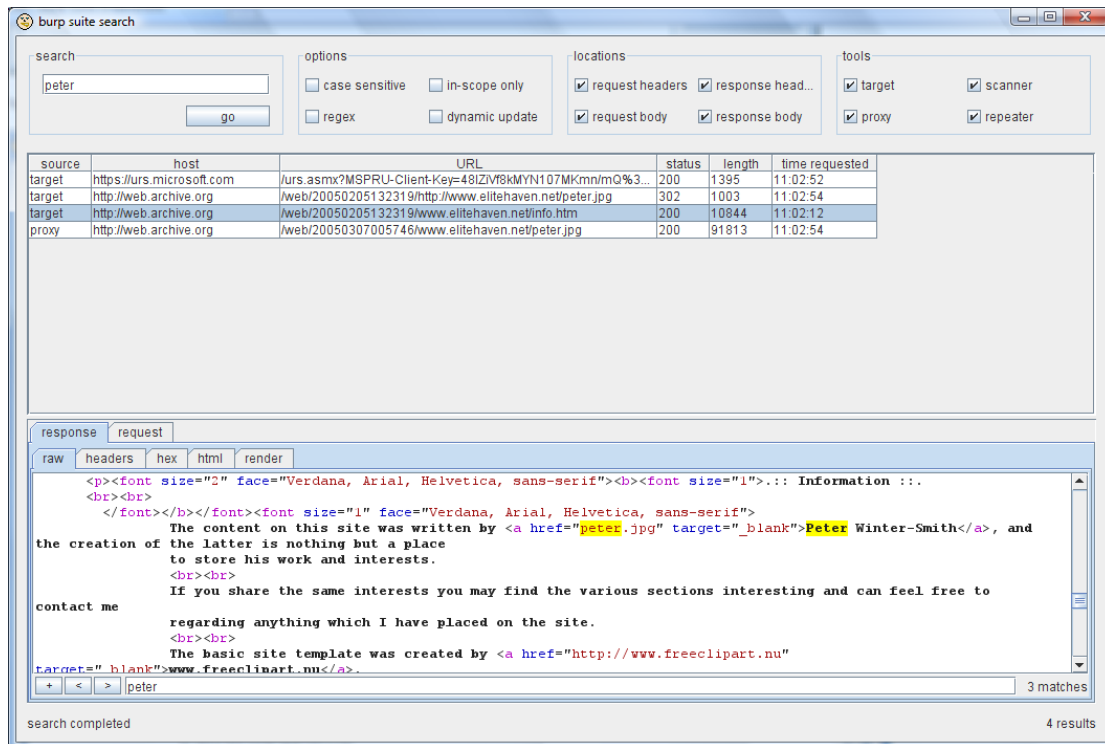 burp suite search
search
peter
go
options
case sensitive
in-scope only
regex
dynamic update
locations
request headers
response head...
request body
response body
tools
target
scanner
proxy
repeater
source host URL status length time requested
target https://urs.microsoft.com /urs.asmx?MSPRU-Client-Key=48IZiVf8kMYN107MKmn/mQ%3... 200 1395 11:02:52
target http://web.archive.org /web/20050205132319/http://www.elitehaven.net/peter.jpg 302 1003 11:02:54
target http://web.archive.org /web/20050205132319/www.elitehaven.net/info.htm 200 10844 11:02:12
proxy http://web.archive.org /web/20050307005746/www.elitehaven.net/peter.jpg 200 91813 11:02:54
response request
raw headers hex html render
<p><font size="2" face="Verdana, Arial, Helvetica, sans-serif"><b><font size="1">.:: Information ::.
<br><br>
</font></b></font><font size="1" face="Verdana, Arial, Helvetica, sans-serif">
The content on this site was written by <a href="peter.jpg" target="_blank">Peter Winter-Smith</a>, and
the creation of the latter is nothing but a place
to store his work and interests.
<br><br>
If you share the same interests you may find the various sections interesting and can feel free to
contact me
regarding anything which I have placed on the site.
<br><br>
The basic site template was created by <a href="http://www.freeclipart.nu"
target="_blank">www.freeclipart.nu</a>.
+ < > peter 3 matches
search completed 4 results